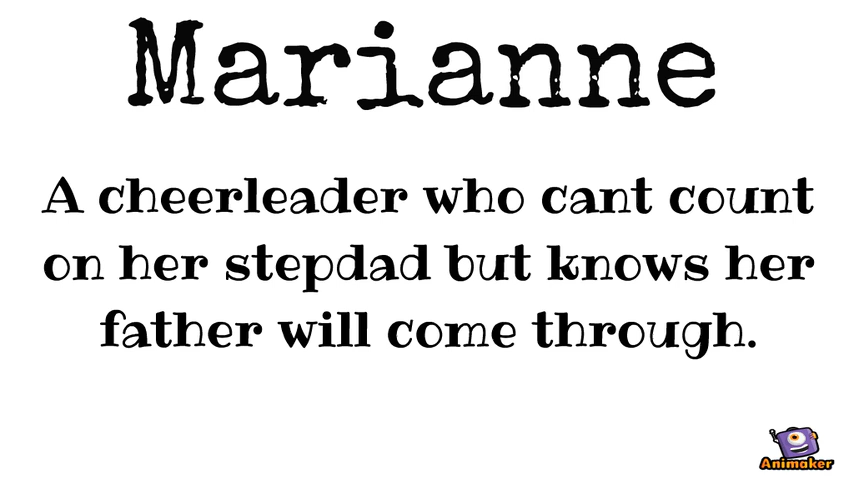 Marianne
A cheerleader who cant count
on her stepdad but knows her
father will come through.
Animaker